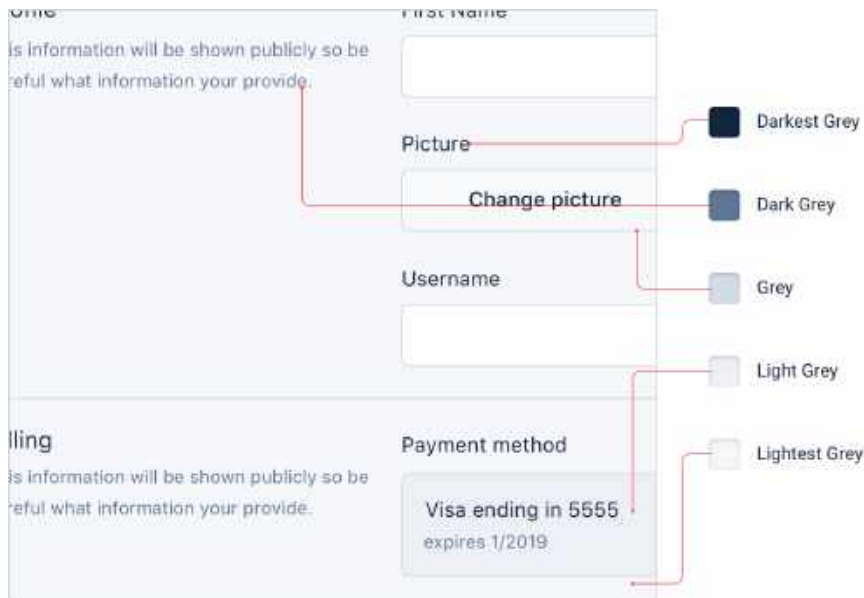 First Name
is information will be shown publicly so be
reful what information your provide.
Picture
Change picture
Username
lling
is information will be shown publicly so be
reful what information your provide.
Payment method
Visa ending in 5555
expires 1/2019
Darkest Grey
Dark Grey
Grey
Light Grey
Lightest Grey